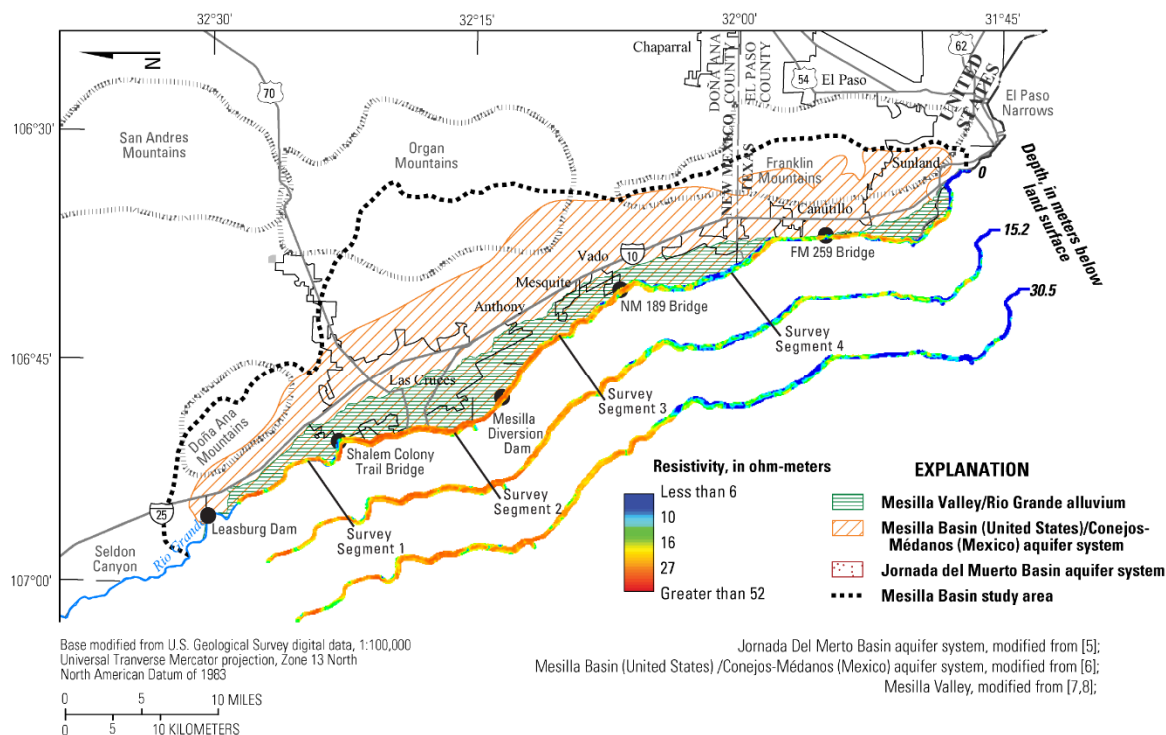 32°30'
32°15'
32°00'
31°45'
N
106°30'
106°45'
107°00'
70
62
54
10
25
Chaparral
DOÑA ANA
COUNTY
EL PASO
COUNTY
NEW MEXICO
TEXAS
El Paso
UNITED
STATES
El Paso
Narrows
San Andres
Mountains
Organ
Mountains
Franklin
Mountains
Sunland
Canutillo
FM 259 Bridge
Vado
Mesquite
NM 189 Bridge
Anthony
Las Cruces
Mesilla
Diversion
Dam
Doña Ana
Mountains
Shalem Colony
Trail Bridge
Leasburg Dam
Rio Grande
Seldon
Canyon
Survey
Segment 1
Survey
Segment 2
Survey
Segment 3
Survey
Segment 4
Depth, in meters below
land surface
0
15.2
30.5
Resistivity, in ohm-meters
Less than 6
10
16
27
Greater than 52
EXPLANATION
Mesilla Valley/Rio Grande alluvium
Mesilla Basin (United States)/Conejos-
Médanos (Mexico) aquifer system
Jornada del Muerto Basin aquifer system
Mesilla Basin study area
Base modified from U.S. Geological Survey digital data, 1:100,000
Universal Tranverse Mercator projection, Zone 13 North
North American Datum of 1983
0 5 10 MILES
0 5 10 KILOMETERS
Jornada Del Merto Basin aquifer system, modified from [5];
Mesilla Basin (United States) /Conejos-Médanos (Mexico) aquifer system, modified from [6];
Mesilla Valley, modified from [7,8];